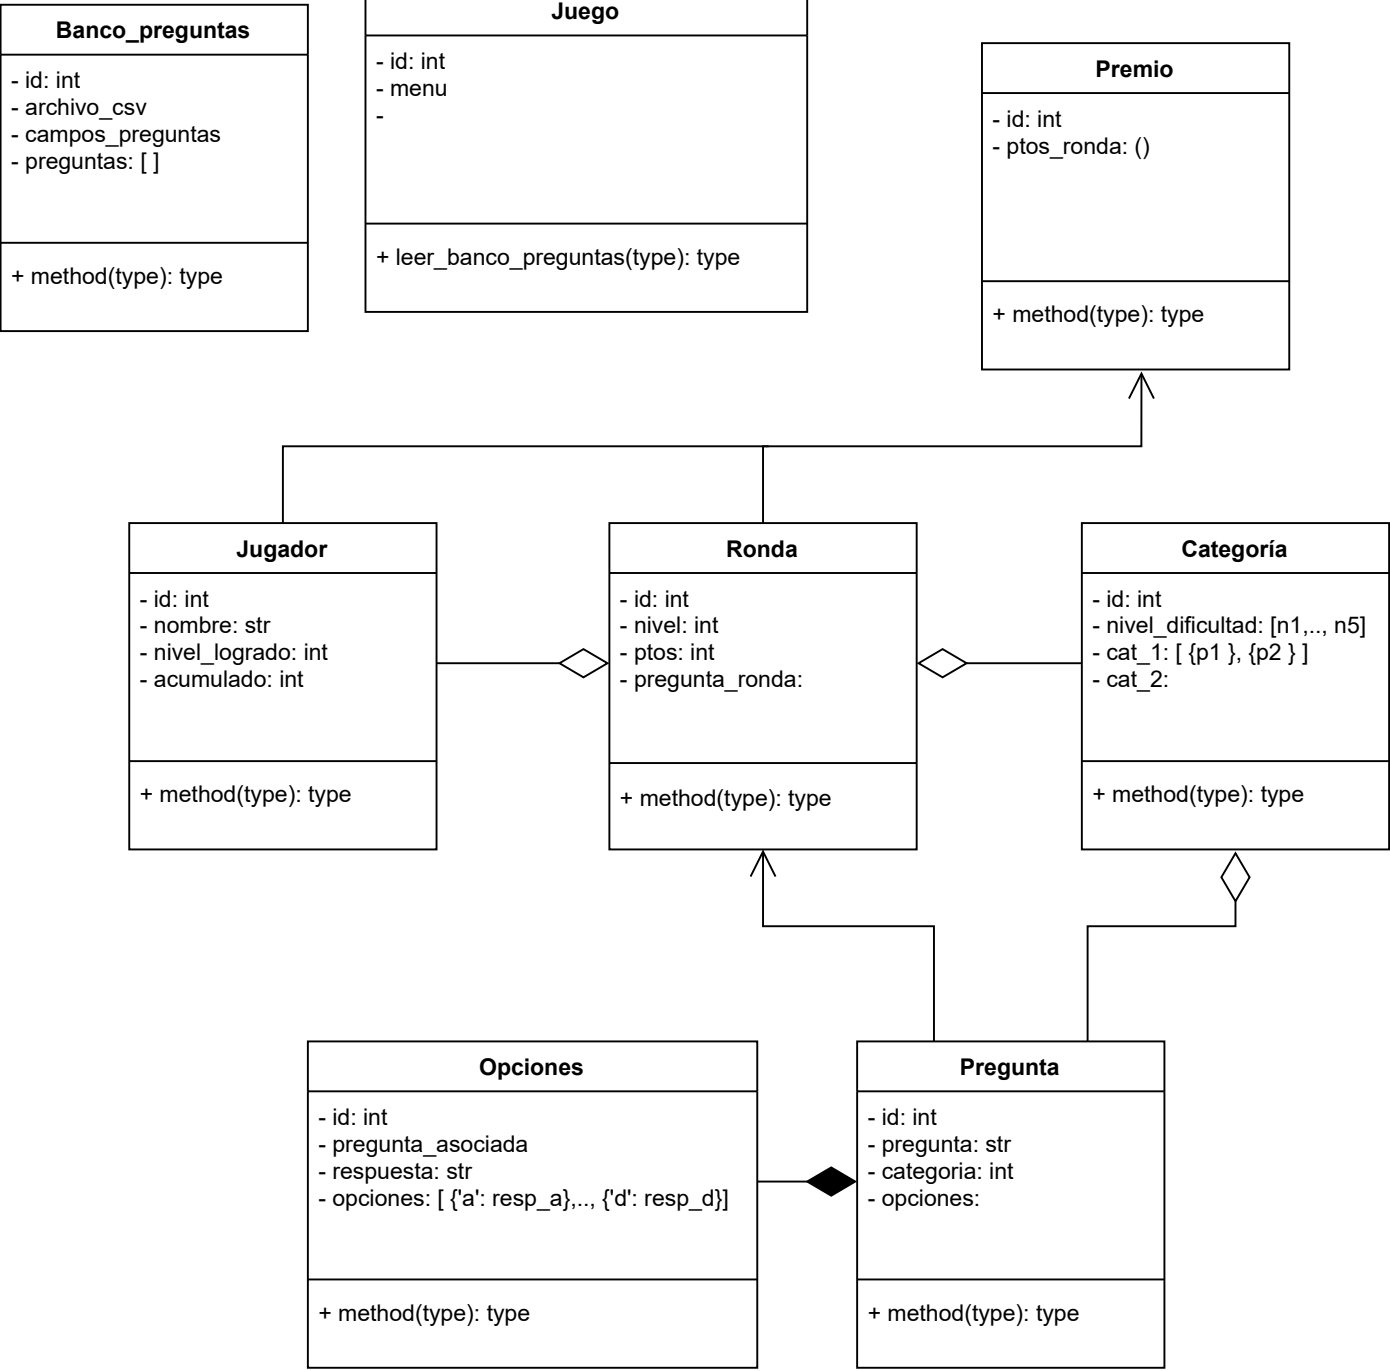 Banco_preguntas
- id: int
- archivo_csv
- campos_preguntas
- preguntas: [ ]
+ method(type): type
Juego
- id: int
- menu
-
+ leer_banco_preguntas(type): type
Premio
- id: int
- ptos_ronda: ()
+ method(type): type
Jugador
- id: int
- nombre: str
- nivel_logrado: int
- acumulado: int
+ method(type): type
Ronda
- id: int
- nivel: int
- ptos: int
- pregunta_ronda:
+ method(type): type
Categoría
- id: int
- nivel_dificultad: [n1,.., n5]
- cat_1: [ {p1 }, {p2 } ]
- cat_2:
+ method(type): type
Opciones
- id: int
- pregunta_asociada
- respuesta: str
- opciones: [ {'a': resp_a},.., {'d': resp_d}]
+ method(type): type
Pregunta
- id: int
- pregunta: str
- categoria: int
- opciones:
+ method(type): type